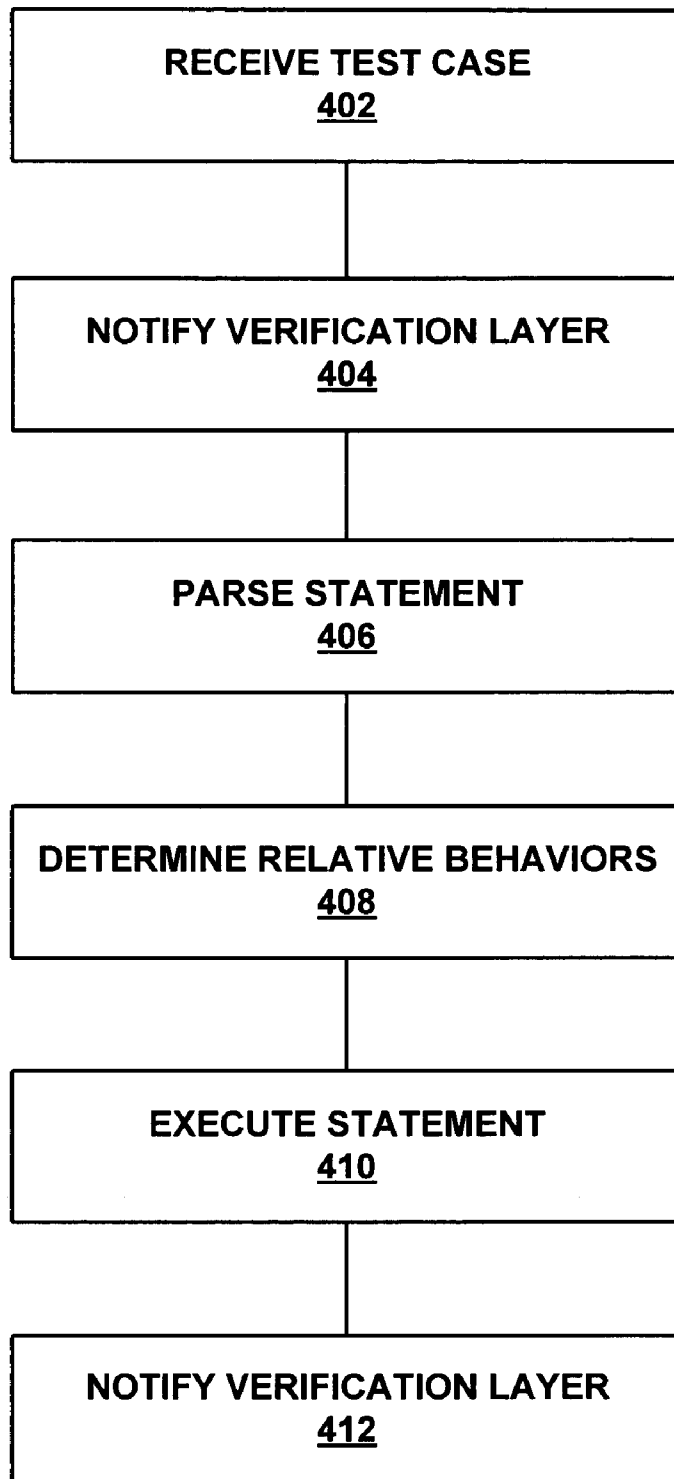 RECEIVE TEST CASE
402
NOTIFY VERIFICATION LAYER
404
PARSE STATEMENT
406
DETERMINE RELATIVE BEHAVIORS
408
EXECUTE STATEMENT
410
NOTIFY VERIFICATION LAYER
412